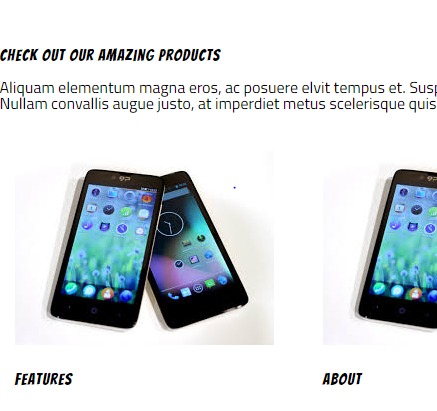 CHECK OUT OUR AMAZING PRODUCTS
Aliquam elementum magna eros, ac posuere elvit tempus et. Susp
Nullam convallis augue justo, at imperdiet metus scelerisque quis
FEATURES
ABOUT